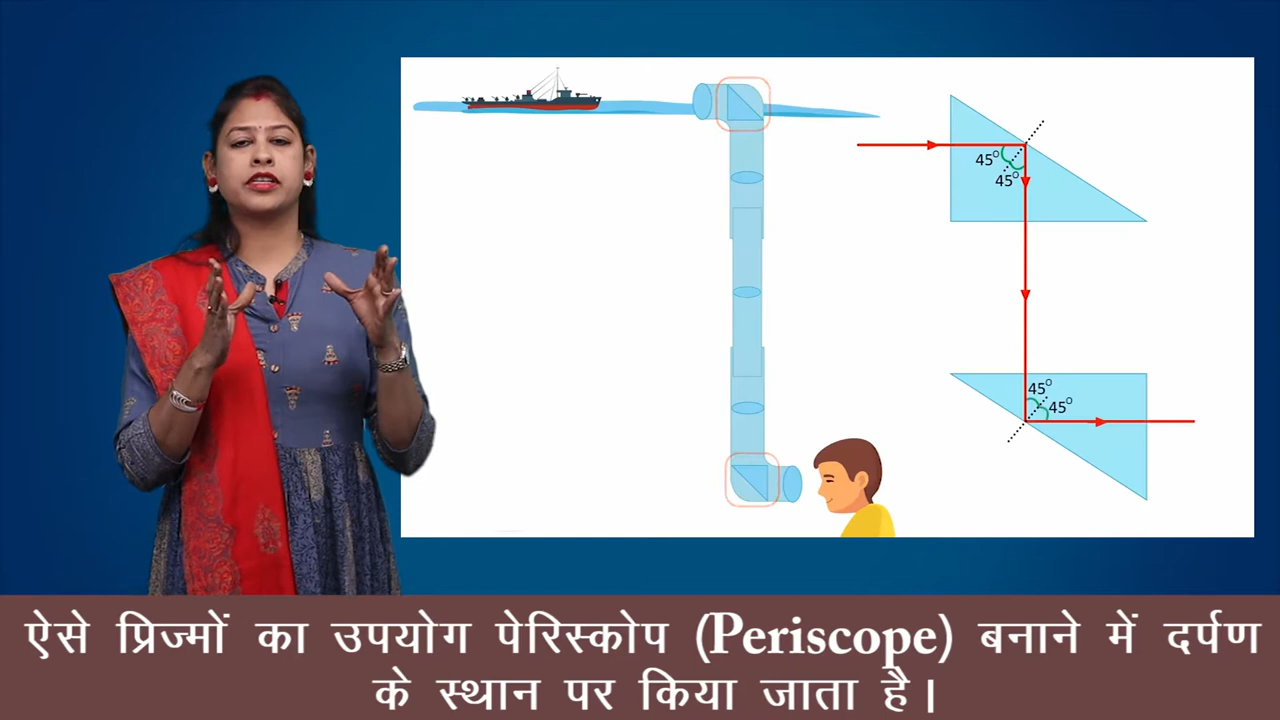 45°
45°
45°
45°
ऐसे प्रिज्मों का उपयोग पेरिस्कोप (Periscope) बनाने में दर्पण
के स्थान पर किया जाता है।